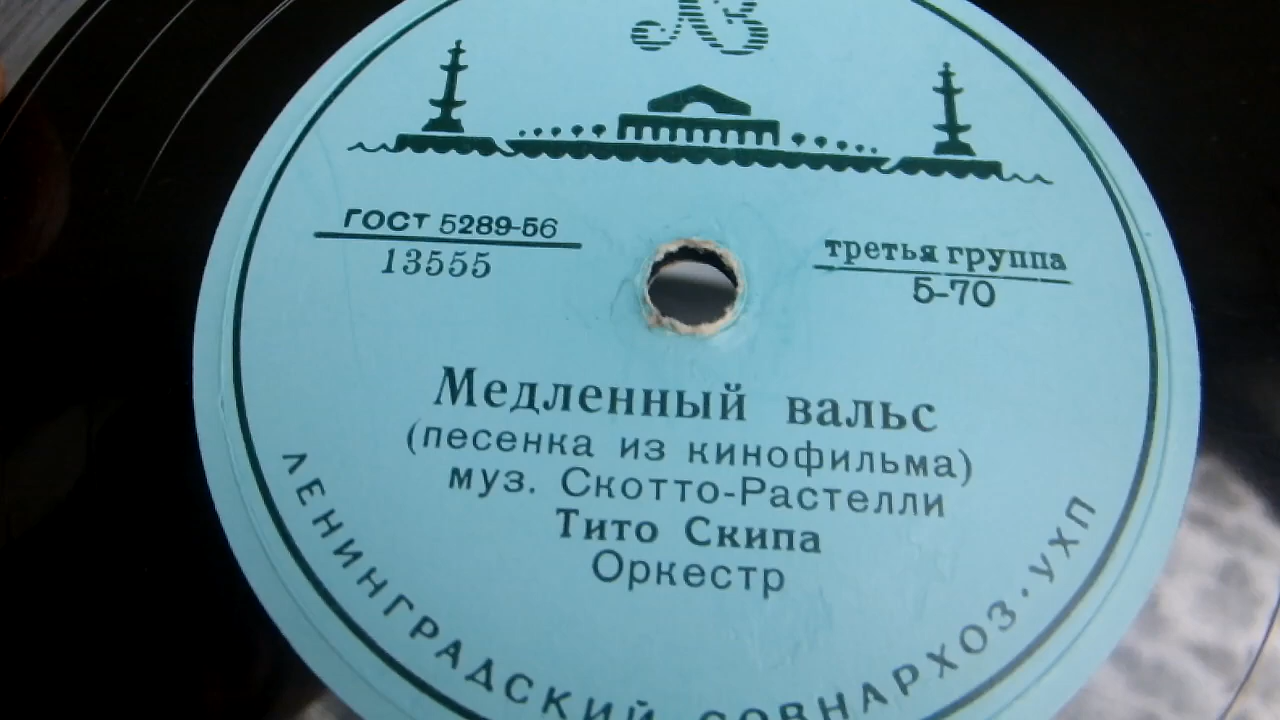 ЛЗ
ГОСТ 5289-56
13555
третья группа
5-70
Медленный вальс
(песенка из кинофильма)
муз. Скотто-Растелли
Тито Скипа
Оркестр
ЛЕНИНГРАДСКИЙ СОВНАРХОЗ·УХП